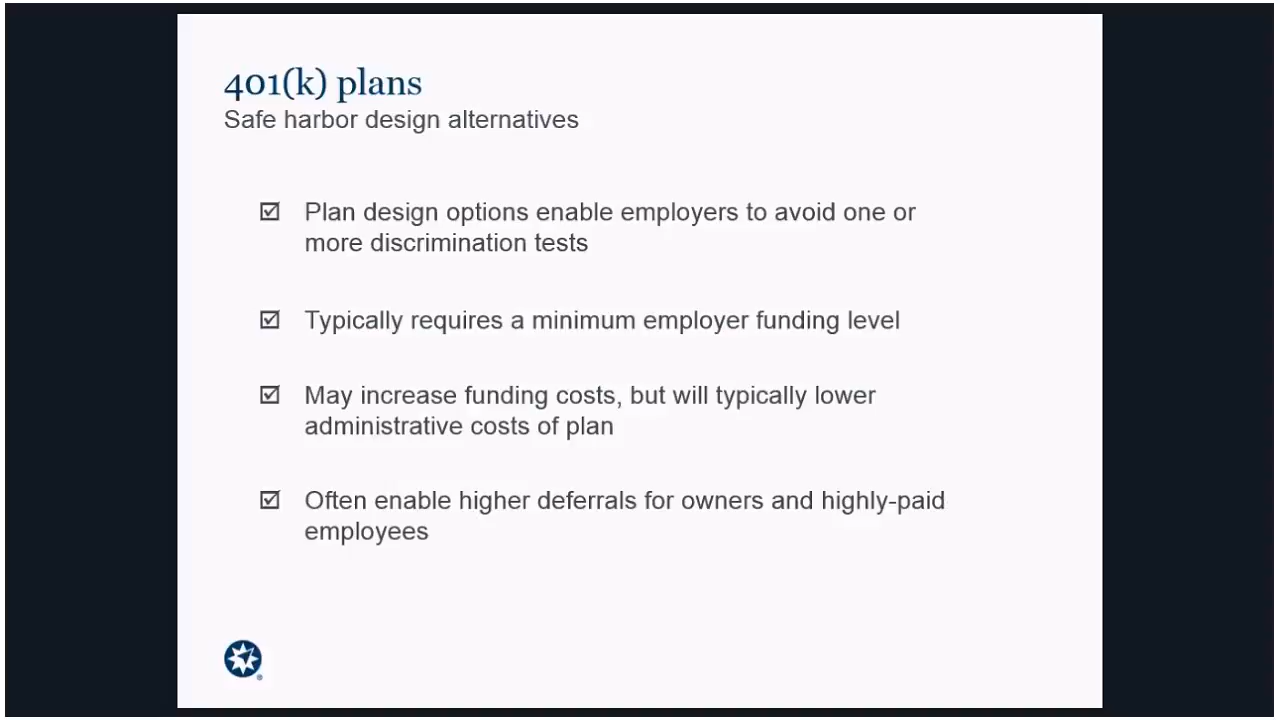 401(k) plans
Safe harbor design alternatives
Plan design options enable employers to avoid one or
more discrimination tests
Typically requires a minimum employer funding level
May increase funding costs, but will typically lower
administrative costs of plan
Often enable higher deferrals for owners and highly-paid
employees